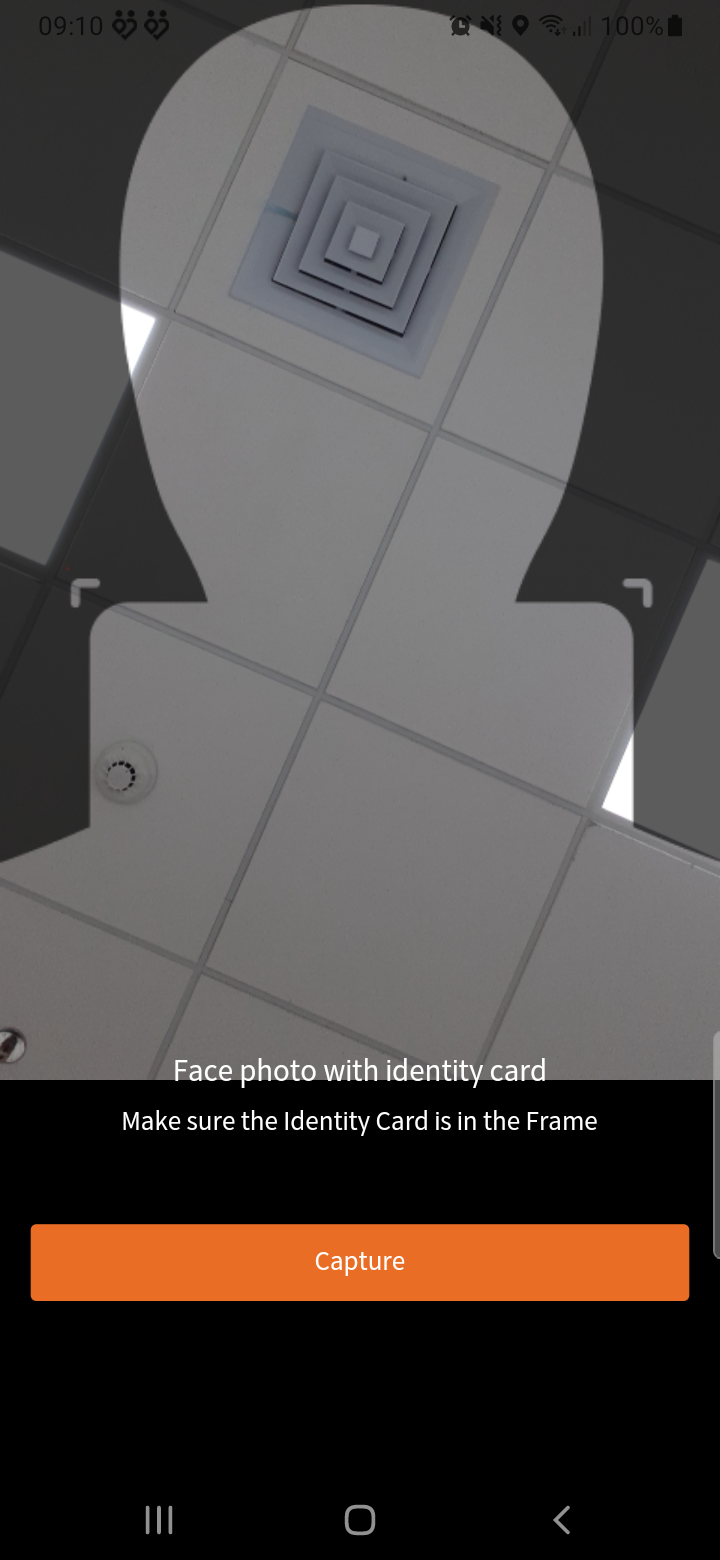 09:10
100%
Face photo with identity card
Make sure the Identity Card is in the Frame
Capture